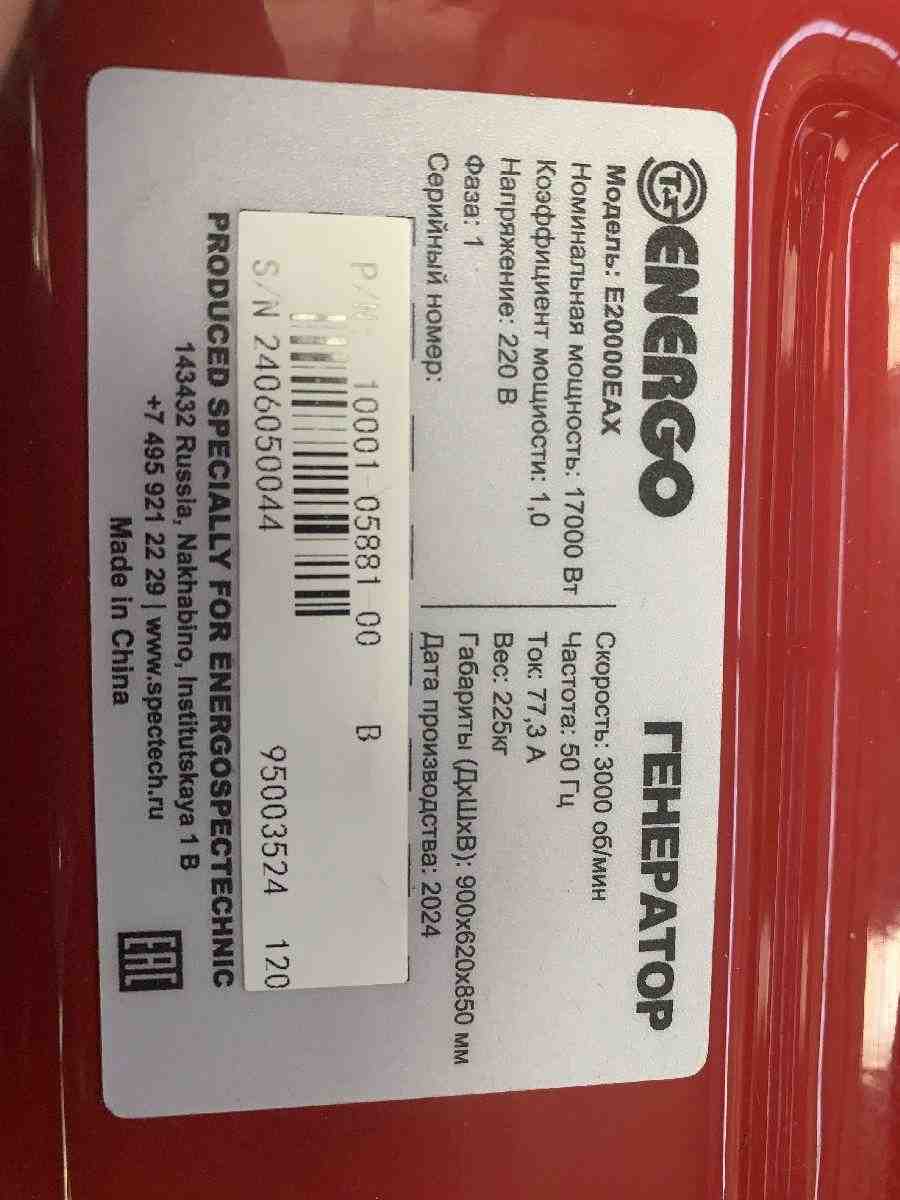 TSS ENERGO
ГЕНЕРАТОР
Модель: E20000EAX
Номинальная мощность: 17000 Вт
Коэффициент мощности: 1,0
Напряжение: 220 В
Фаза: 1
Серийный номер:
Скорость: 3000 об/мин
Частота: 50 Гц
Ток: 77,3 А
Вес: 225кг
Габариты (ДхШхВ): 900х620х850 мм
Дата производства: 2024
P/N: 10001-05881-00 B
S/N 2406050044 95003524 120
PRODUCED SPECIALLY FOR ENERGOSPECTECHNIC
143432 Russia, Nakhabino, Institutskaya 1 B
+7 495 921 22 29 | www.spectech.ru
Made in China
EAC